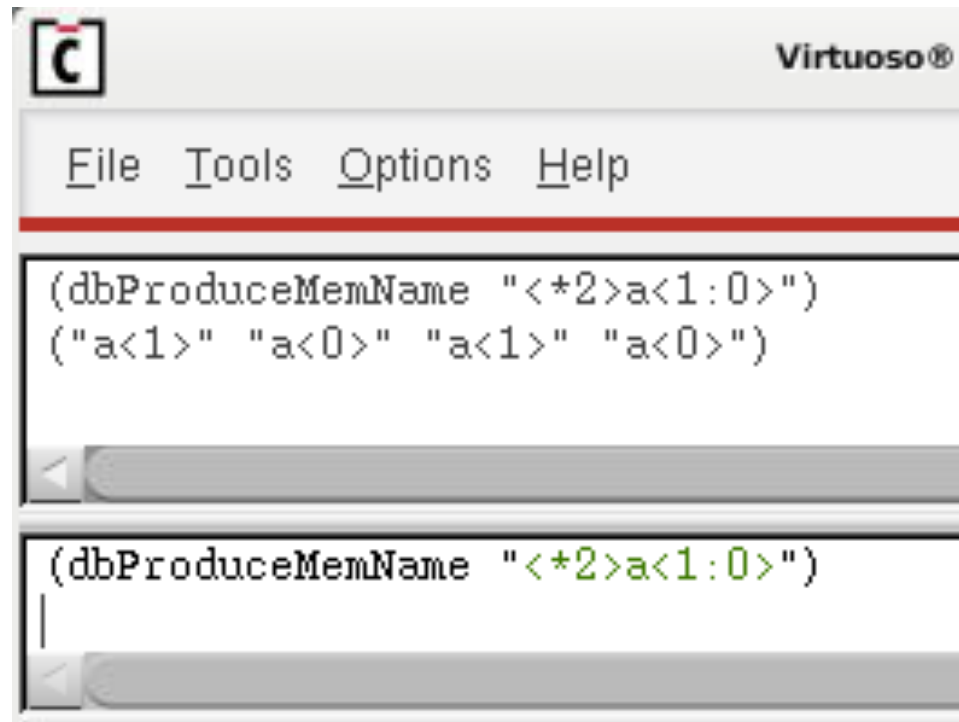 C
Virtuoso®
File Tools Options Help
(dbProduceMemName "<*2>a<1:0>")
("a<1>" "a<0>" "a<1>" "a<0>")
(dbProduceMemName "<*2>a<1:0>")